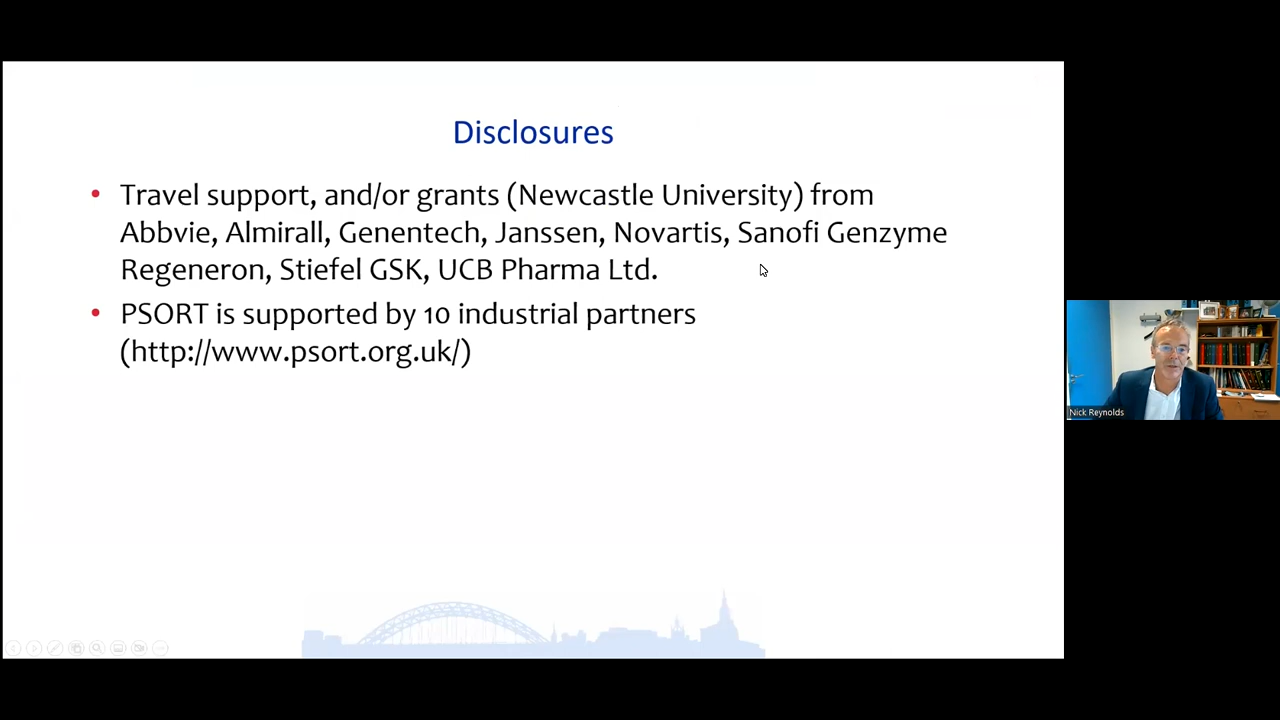 Disclosures
• Travel support, and/or grants (Newcastle University) from
Abbvie, Almirall, Genentech, Janssen, Novartis, Sanofi Genzyme
Regeneron, Stiefel GSK, UCB Pharma Ltd.
• PSORT is supported by 10 industrial partners
(http://www.psort.org.uk/)
Nick Reynolds